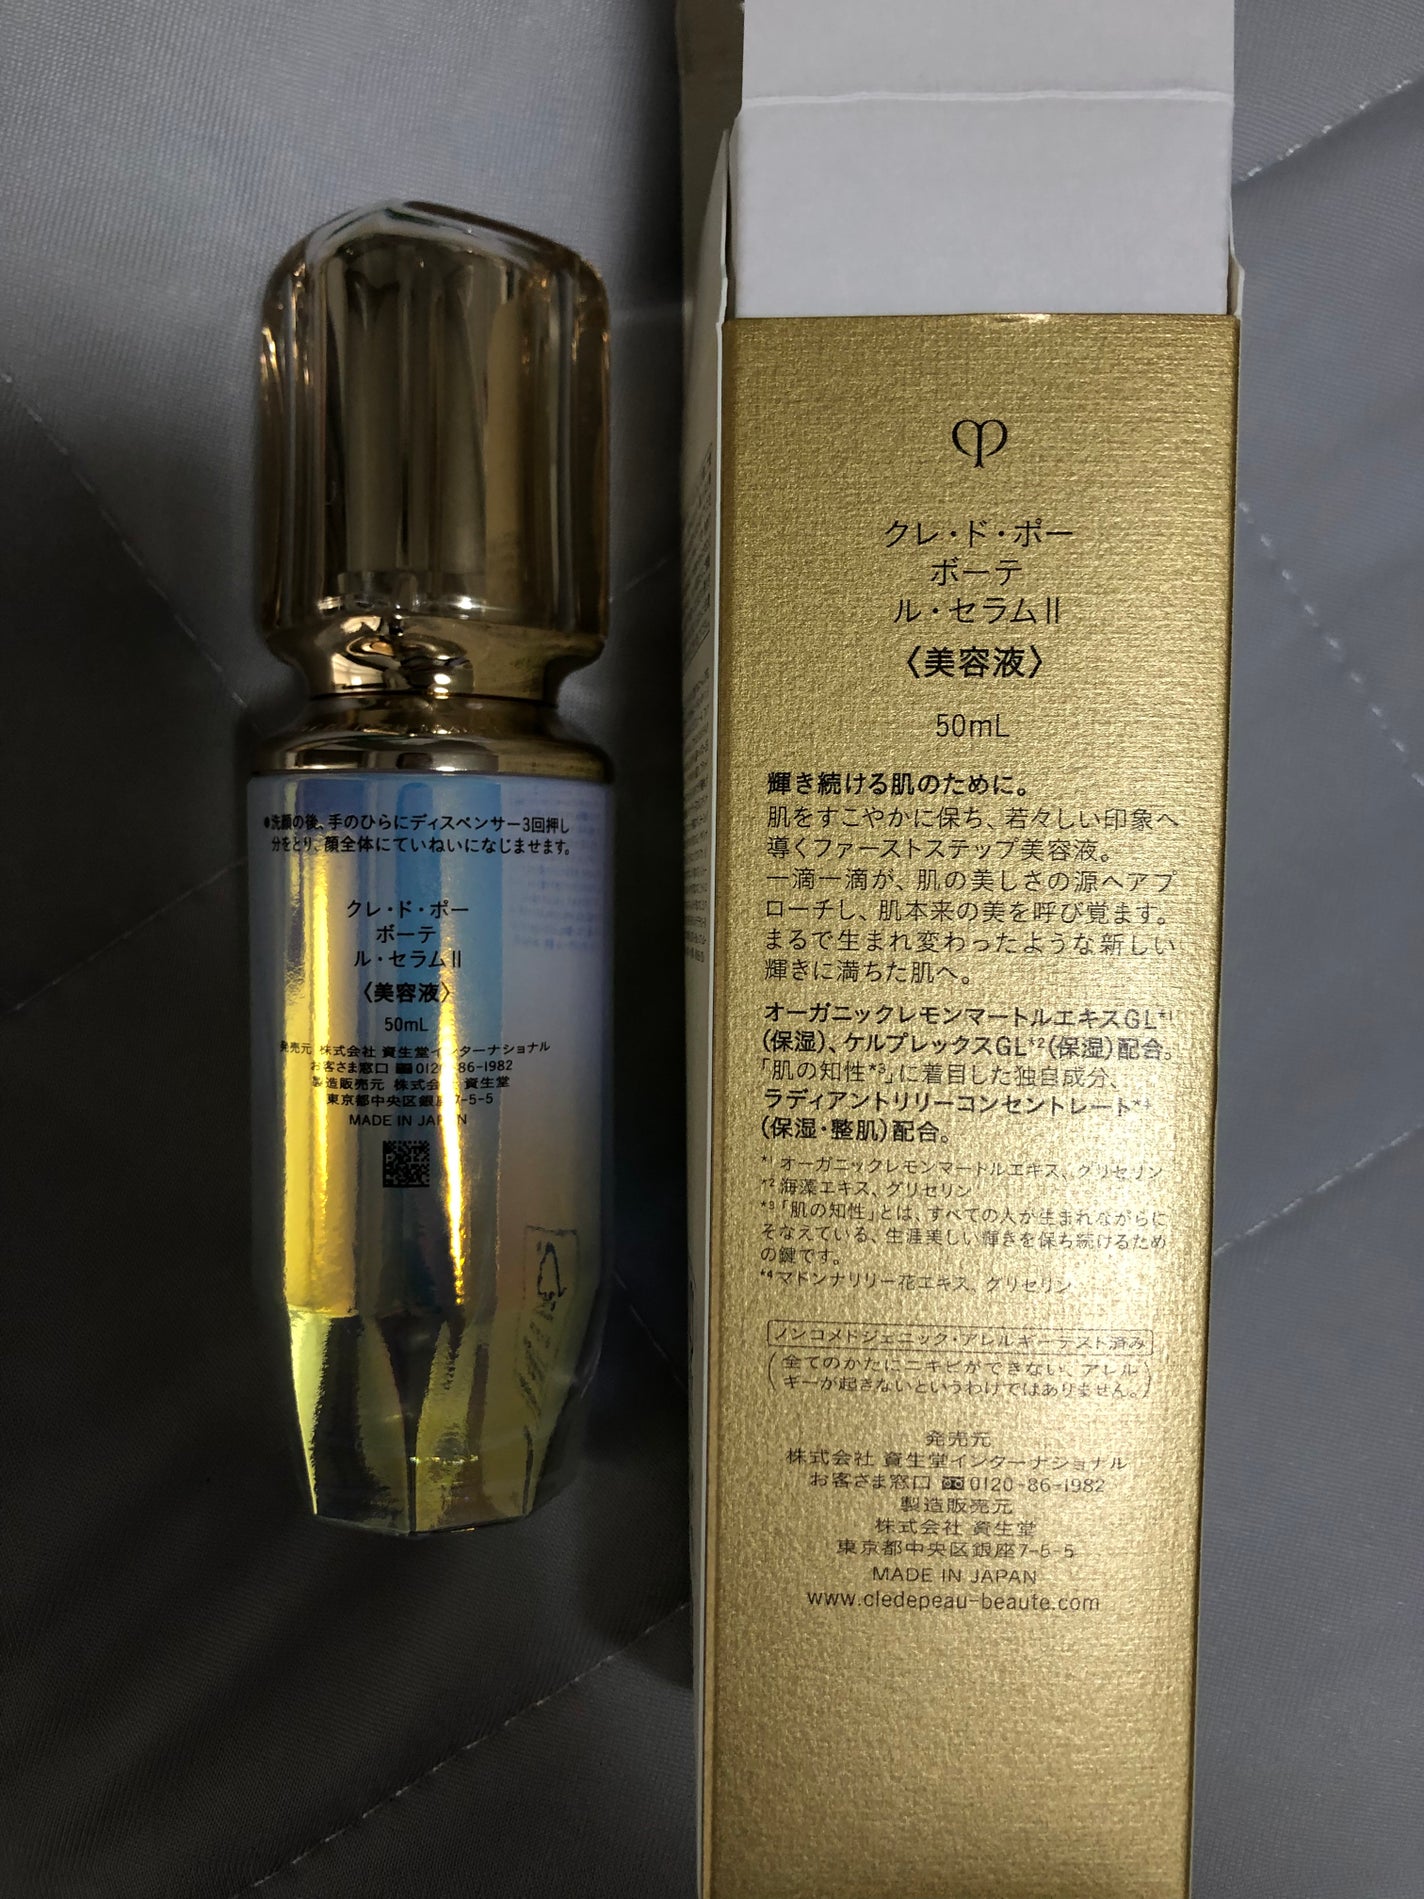 ●洗顔の後、手のひらにディスペンサー3回押し
分をとり、顔全体にていねいになじませます。
クレ・ド・ポー
ボーテ
ル・セラムⅡ
〈美容液〉
50mL
発売元 株式会社 資生堂インターナショナル
お客さま窓口 0120-86-1982
製造販売元 株式会社 資生堂
東京都中央区銀座7-5-5
MADE IN JAPAN
クレ・ド・ポー
ボーテ
ル・セラムⅡ
〈美容液〉
50mL
輝き続ける肌のために。
肌をすこやかに保ち、若々しい印象へ
導くファーストステップ美容液。
一滴一滴が、肌の美しさの源へアプ
ローチし、肌本来の美を呼び覚ます。
まるで生まれ変わったような新しい
輝きに満ちた肌へ。
オーガニックレモンマートルエキスGL*1
(保湿)、ケルプレックスGL*2(保湿)配合。
「肌の知性*3」に着目した独自成分、
ラディアントリリーコンセントレート*4
(保湿・整肌)配合。
*1 オーガニックレモンマートルエキス、グリセリン
*2 海藻エキス、グリセリン
*3「肌の知性」とは、すべての人が生まれながらに
そなえている、生涯美しい輝きを保ち続けるため
の鍵です。
*4 マドンナリリー花エキス、グリセリン
ノンコメドジェニック・アレルギーテスト済み
(全てのかたにニキビができない、アレル
ギーが起きないというわけではありません。)
発売元
株式会社 資生堂インターナショナル
お客さま窓口 0120-86-1982
製造販売元
株式会社 資生堂
東京都中央区銀座7-5-5
MADE IN JAPAN
www.cledepeau-beaute.com